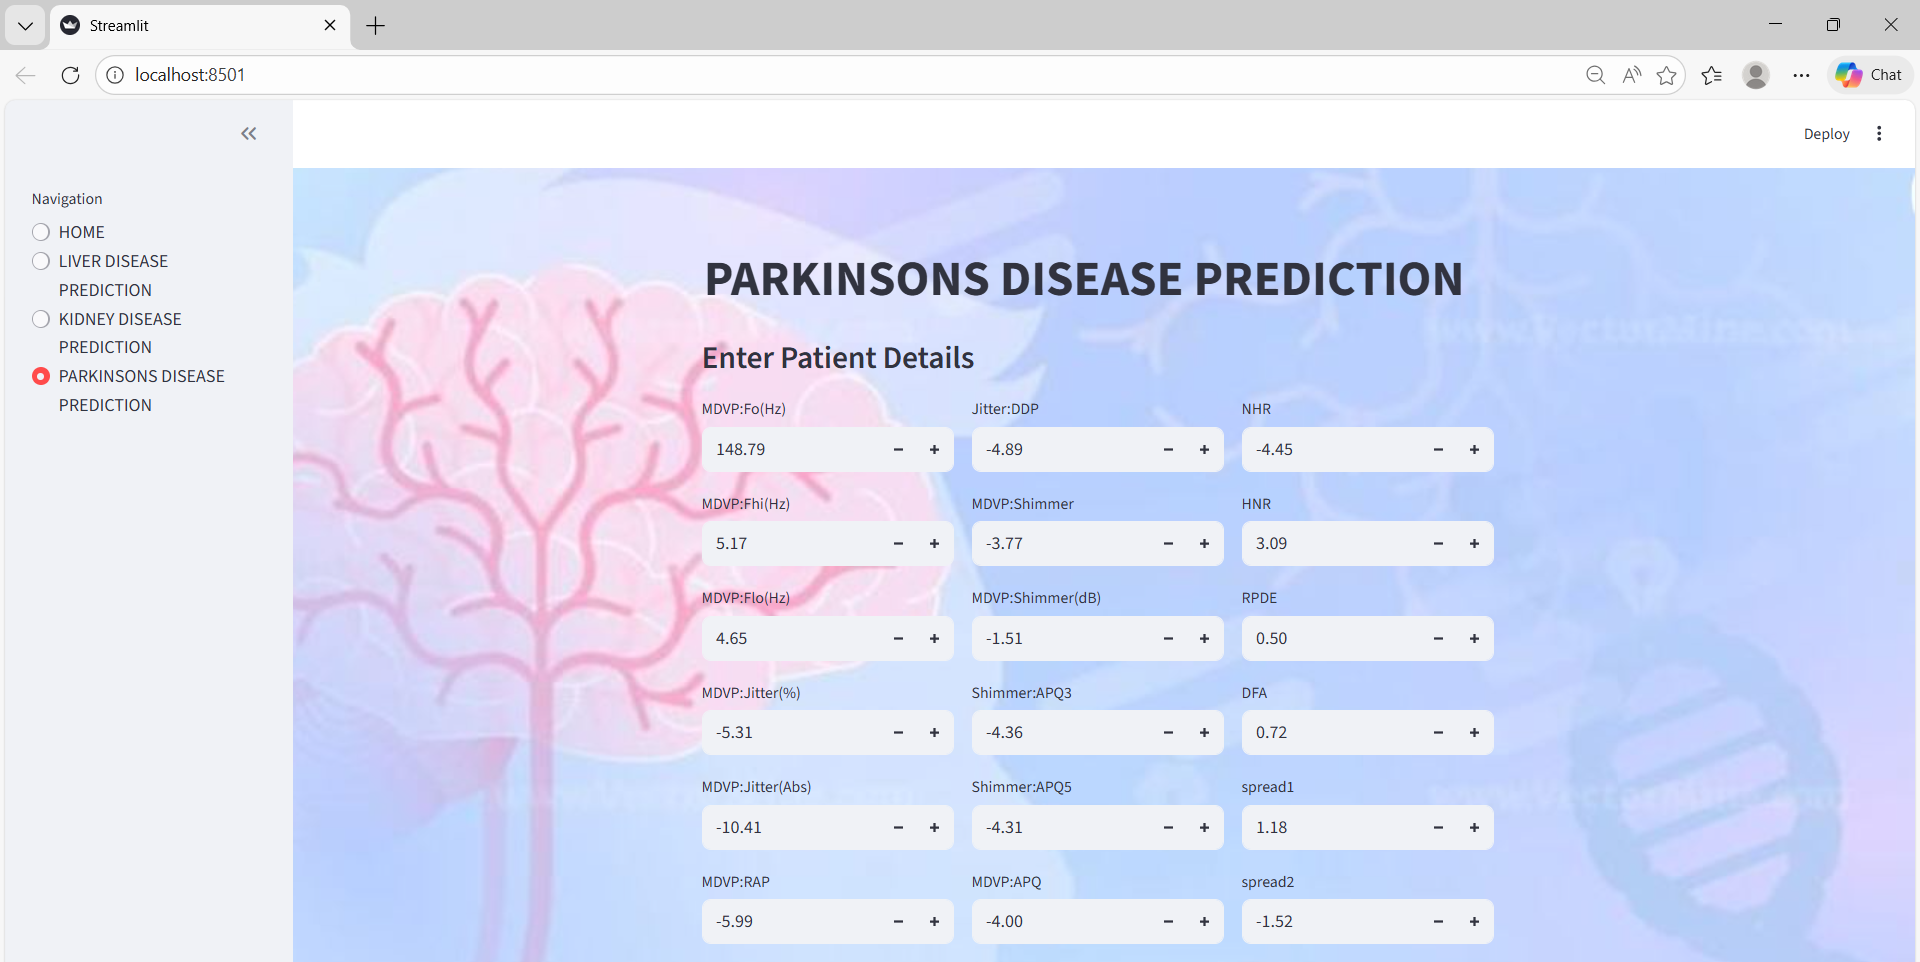 Streamlit
localhost:8501
Chat
Deploy
Navigation
HOME
LIVER DISEASE
PREDICTION
KIDNEY DISEASE
PREDICTION
PARKINSONS DISEASE
PREDICTION
PARKINSONS DISEASE PREDICTION
Enter Patient Details
MDVP:Fo(Hz) Jitter:DDP NHR
148.79 -4.89 -4.45
MDVP:Fhi(Hz) MDVP:Shimmer HNR
5.17 -3.77 3.09
MDVP:Flo(Hz) MDVP:Shimmer(dB) RPDE
4.65 -1.51 0.50
MDVP:Jitter(%) Shimmer:APQ3 DFA
-5.31 -4.36 0.72
MDVP:Jitter(Abs) Shimmer:APQ5 spread1
-10.41 -4.31 1.18
MDVP:RAP MDVP:APQ spread2
-5.99 -4.00 -1.52
www.VectorMine.com